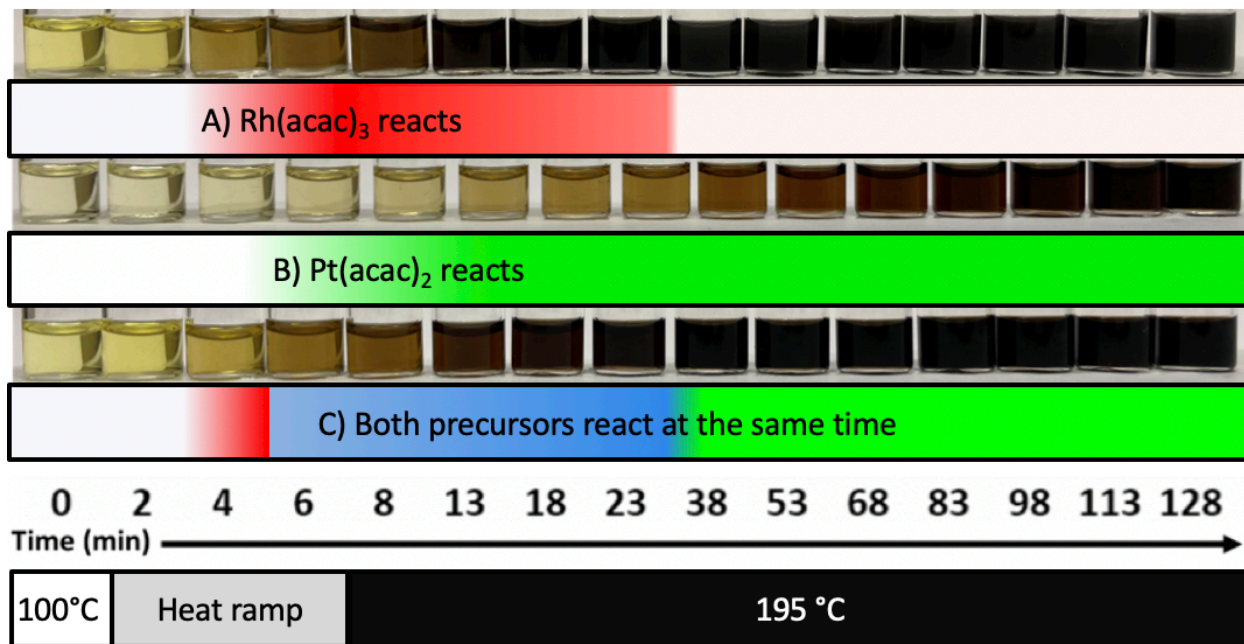 A) Rh(acac)₃ reacts
B) Pt(acac)₂ reacts
C) Both precursors react at the same time
0 2 4 6 8 13 18 23 38 53 68 83 98 113 128
Time (min)
100°C Heat ramp 195 °C